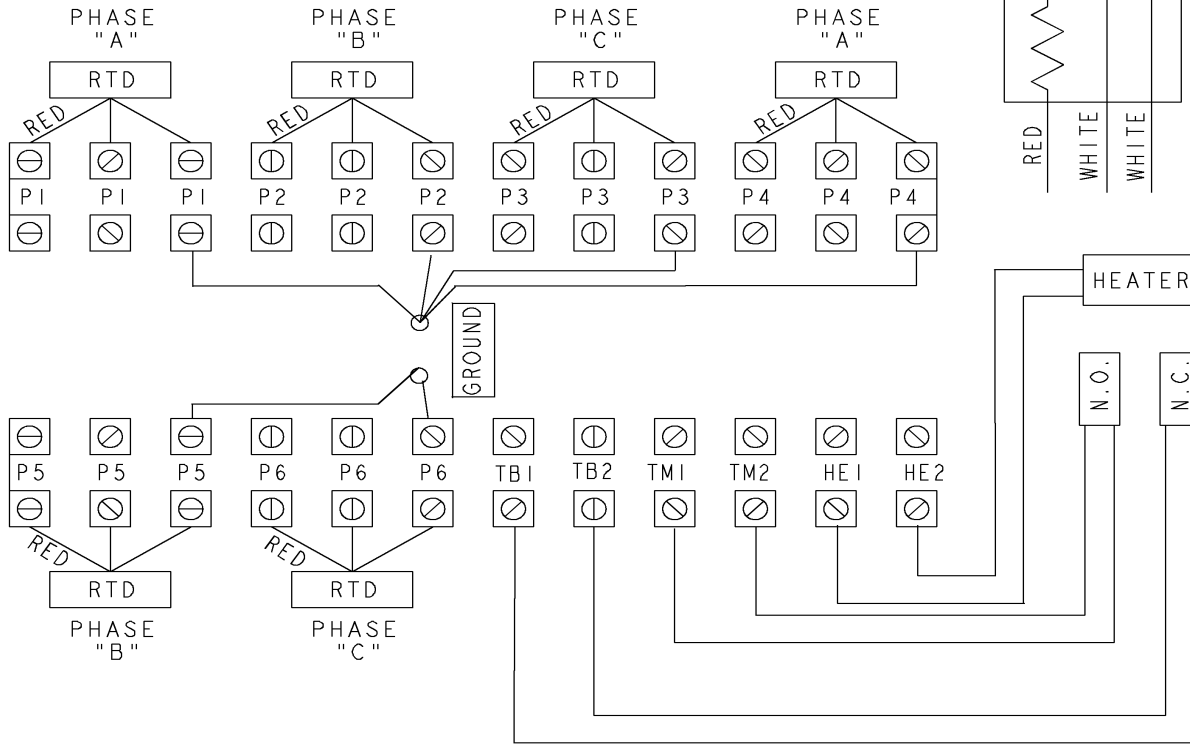 PHASE "A"
PHASE "B"
PHASE "C"
PHASE "A"
RTD
RTD
RTD
RTD
RED
RED
RED
RED
RED
WHITE
WHITE
P1 P1 P1 P2 P2 P2 P3 P3 P3 P4 P4 P4
HEATER
GROUND
N.O.
N.C.
P5 P5 P5 P6 P6 P6 TB1 TB2 TM1 TM2 HE1 HE2
RED
RED
RTD
RTD
PHASE "B"
PHASE "C"